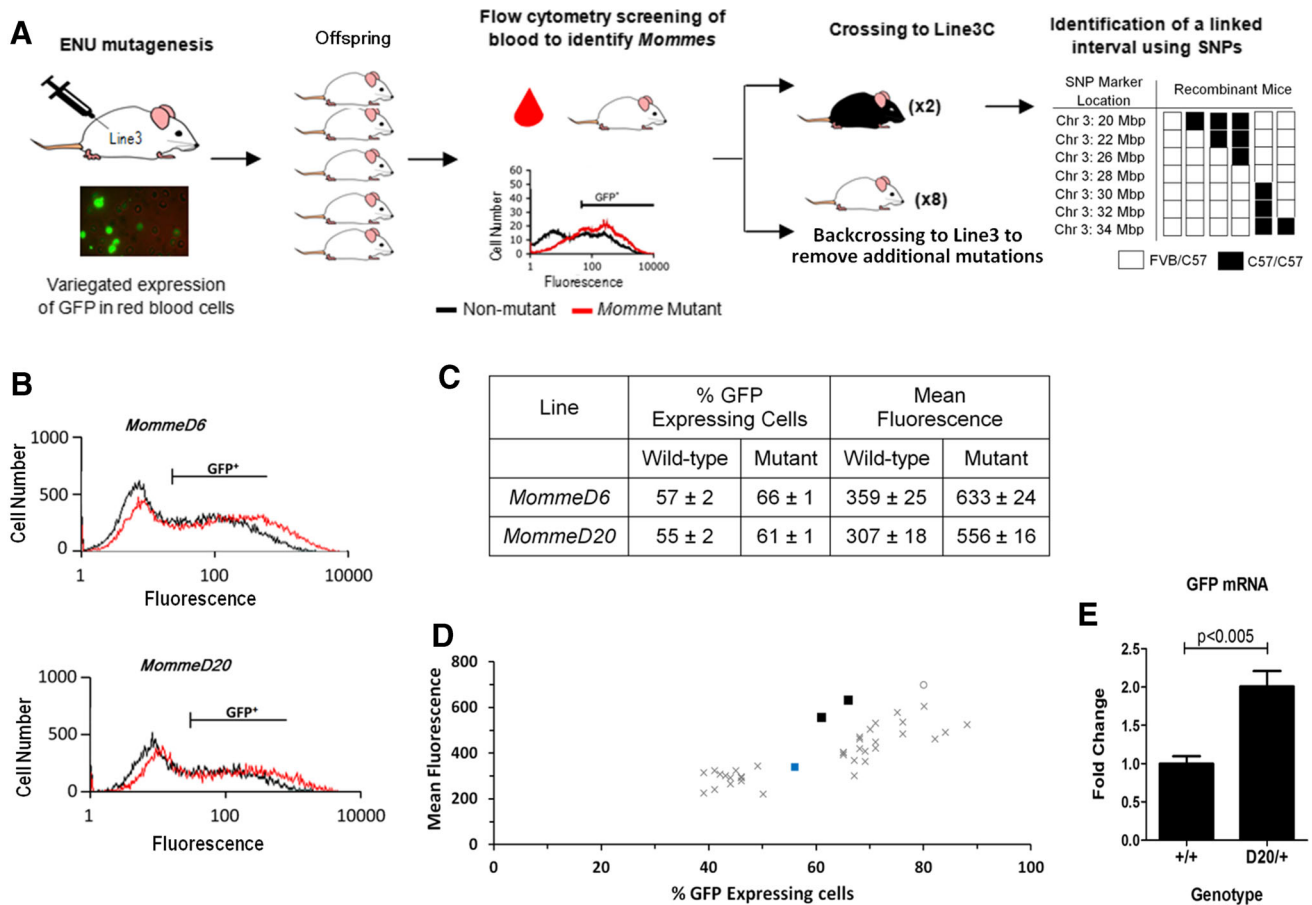 A
ENU mutagenesis
Line3
Variegated expression
of GFP in red blood cells
Offspring
Flow cytometry screening of
blood to identify Mommes
60
50
40
30
20
10
0
Cell Number
GFP+
1
100
10000
Fluorescence
Non-mutant
Momme Mutant
Crossing to Line3C
(x2)
(x8)
Backcrossing to Line3 to
remove additional mutations
Identification of a linked
interval using SNPs
SNP Marker
Location
Recombinant Mice
Chr 3: 20 Mbp
Chr 3: 22 Mbp
Chr 3: 26 Mbp
Chr 3: 28 Mbp
Chr 3: 30 Mbp
Chr 3: 32 Mbp
Chr 3: 34 Mbp
FVB/C57
C57/C57
B
MommeD6
1000
500
0
Cell Number
GFP+
1
100
10000
Fluorescence
MommeD20
1000
500
0
Cell Number
GFP+
1
100
10000
Fluorescence
C
Line
% GFP
Expressing Cells
Mean
Fluorescence
Wild-type
Mutant
Wild-type
Mutant
MommeD6
57 ± 2
66 ± 1
359 ± 25
633 ± 24
MommeD20
55 ± 2
61 ± 1
307 ± 18
556 ± 16
D
Mean Fluorescence
800
600
400
200
0
0
20
40
60
80
100
% GFP Expressing cells
E
GFP mRNA
p<0.005
Fold Change
2.5
2.0
1.5
1.0
0.5
0.0
+/+
D20/+
Genotype